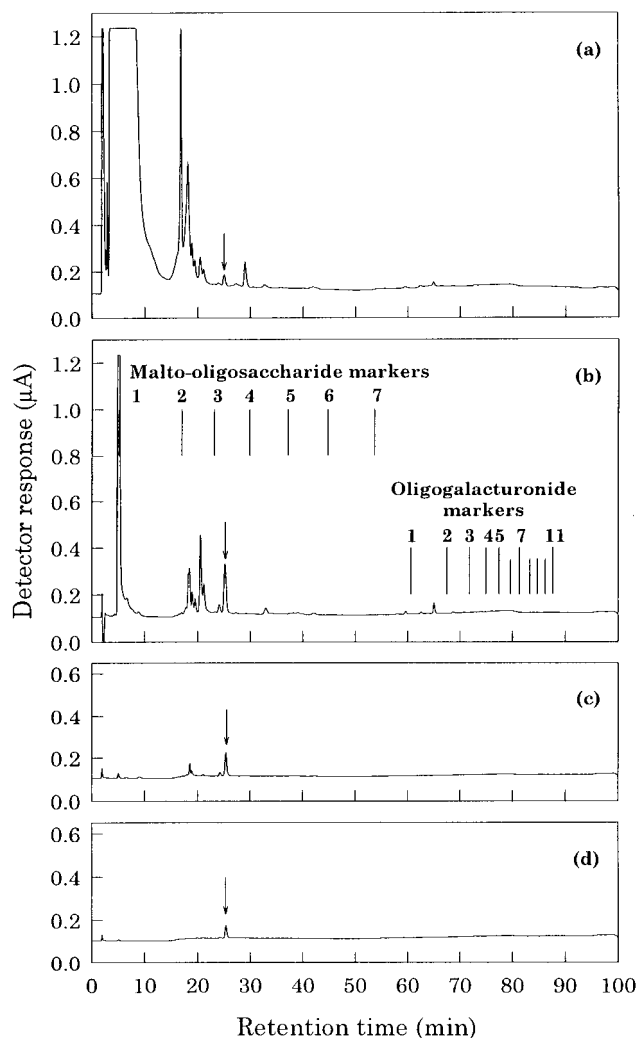 1.2
1.0
0.8
0.6
0.4
0.2
0.0
(a)
1.2
1.0
0.8
0.6
0.4
0.2
0.0
Malto-oligosaccharide markers
1 2 3 4 5 6 7
(b)
Oligogalacturonide
markers
1 2 3 45 7 11
0.6
0.4
0.2
0.0
(c)
0.6
0.4
0.2
0.0
(d)
0 10 20 30 40 50 60 70 80 90 100
Detector response (μA)
Retention time (min)